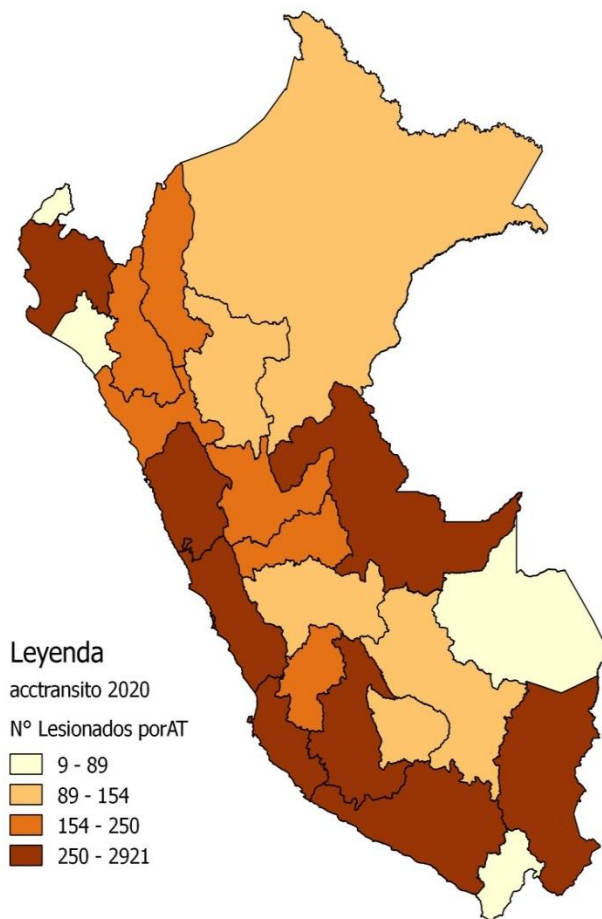 Leyenda
acctransito 2020
N° Lesionados porAT
9 - 89
89 - 154
154 - 250
250 - 2921